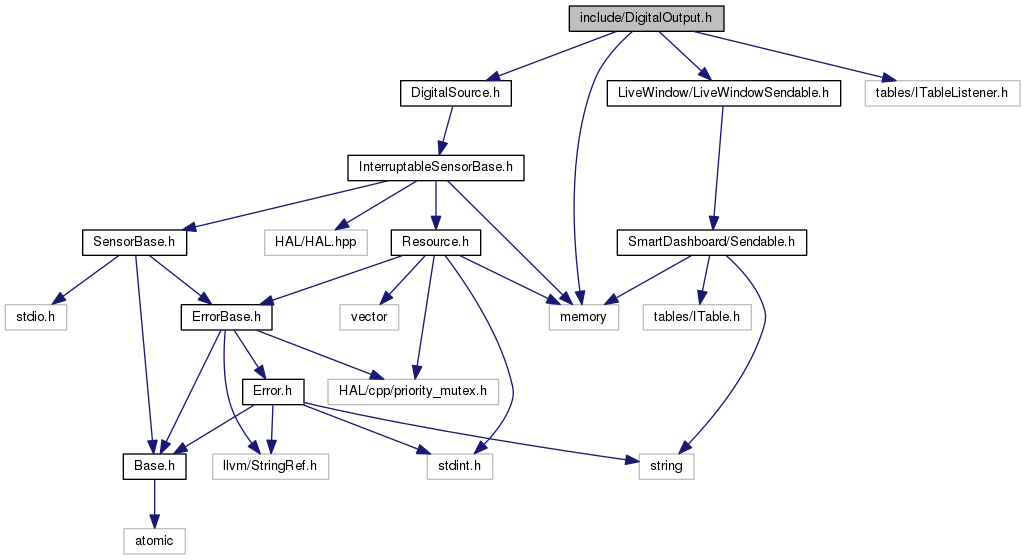 include/DigitalOutput.h
DigitalSource.h
LiveWindow/LiveWindowSendable.h
tables/ITableListener.h
InterruptableSensorBase.h
SensorBase.h
HAL/HAL.hpp
Resource.h
SmartDashboard/Sendable.h
stdio.h
ErrorBase.h
vector
memory
tables/ITable.h
Error.h
HAL/cpp/priority_mutex.h
Base.h
llvm/StringRef.h
stdint.h
string
atomic